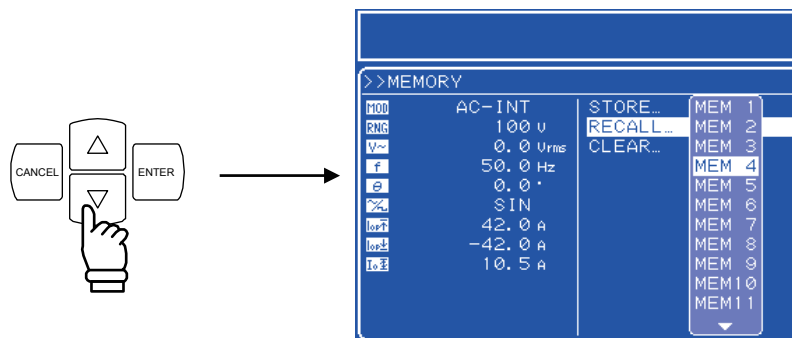 CANCEL
ENTER
>>MEMORY
MOD AC-INT
RNG 100 V
V~ 0.0 Vrms
f 50.0 Hz
θ 0.0°
SIN
42.0 A
-42.0 A
10.5 A
STORE…
RECALL…
CLEAR…
MEM 1
MEM 2
MEM 3
MEM 4
MEM 5
MEM 6
MEM 7
MEM 8
MEM 9
MEM10
MEM11